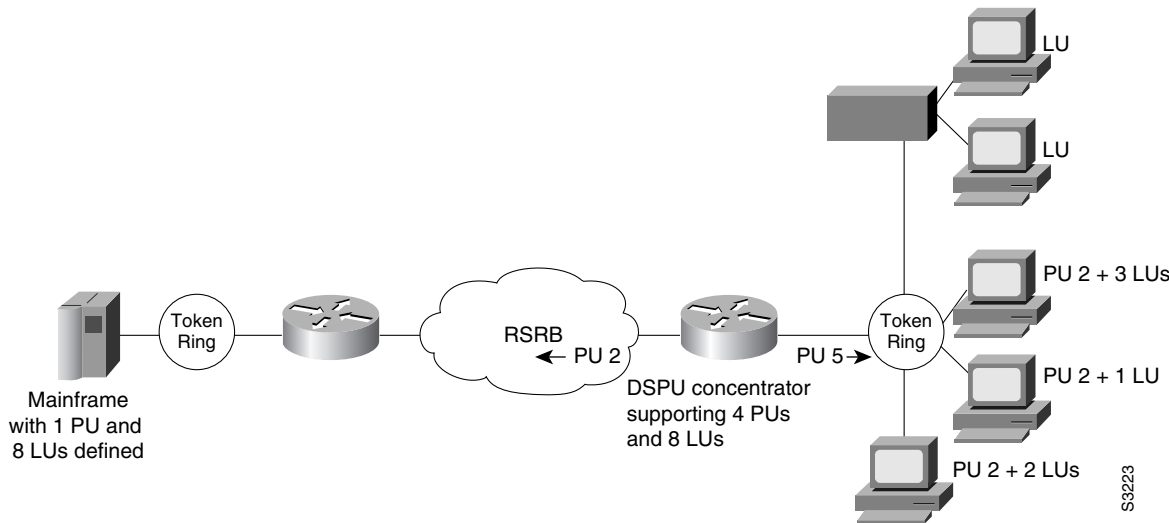 LU
LU
PU 2 + 3 LUs
Token
Ring
RSRB
← PU 2
PU 5→
Token
Ring
PU 2 + 1 LU
Mainframe
with 1 PU and
8 LUs defined
DSPU concentrator
supporting 4 PUs
and 8 LUs
PU 2 + 2 LUs
S3223